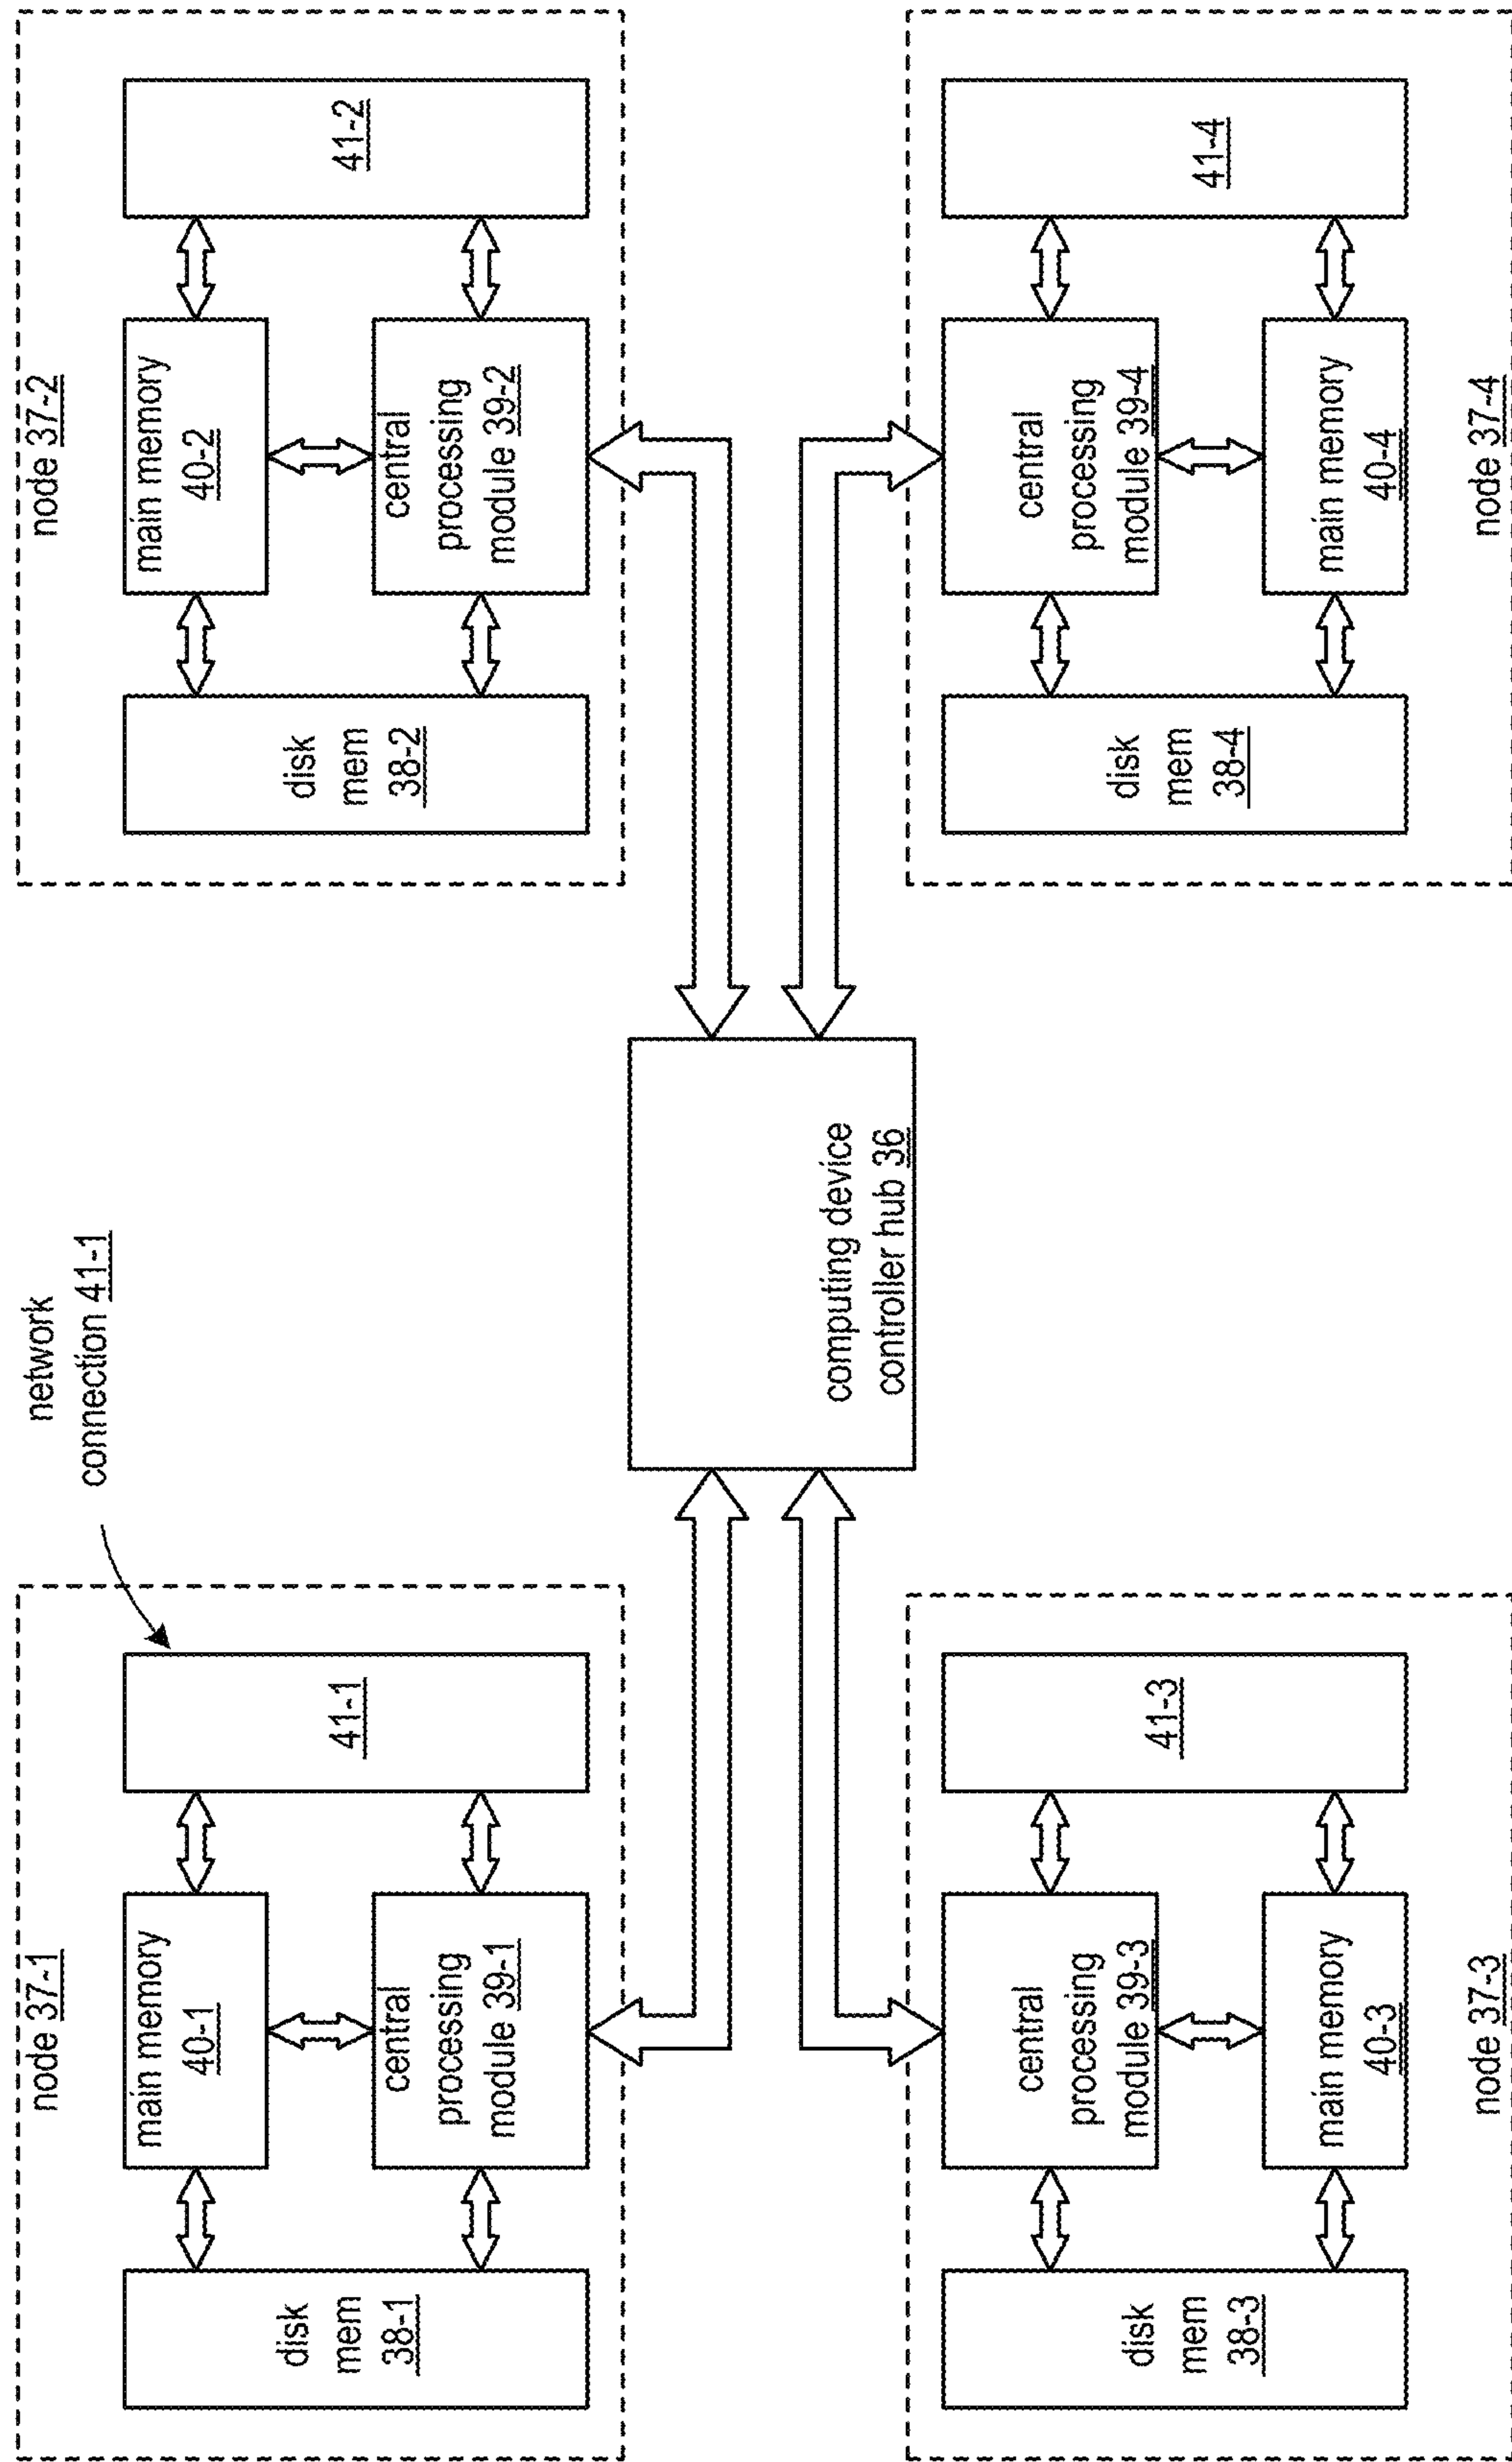 node 37-1
main memory
40-1
central
processing
module 39-1
disk
mem
38-1
41-1
network
connection 41-1
node 37-2
main memory
40-2
central
processing
module 39-2
disk
mem
38-2
41-2
computing device
controller hub 36
disk
mem
38-3
central
processing
module 39-3
main memory
40-3
41-3
node 37-3
disk
mem
38-4
central
processing
module 39-4
main memory
40-4
41-4
node 37-4